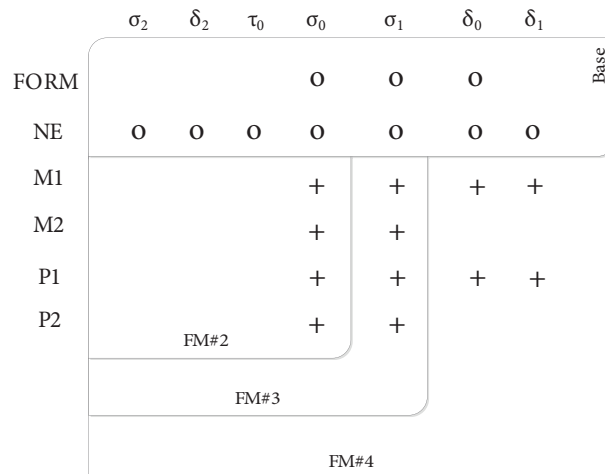 σ₂ δ₂ τ₀ σ₀ σ₁ δ₀ δ₁
Base
FORM o o o
NE o o o o o o o
M1 + + + +
M2 + +
P1 + + + +
P2 + +
FM#2
FM#3
FM#4